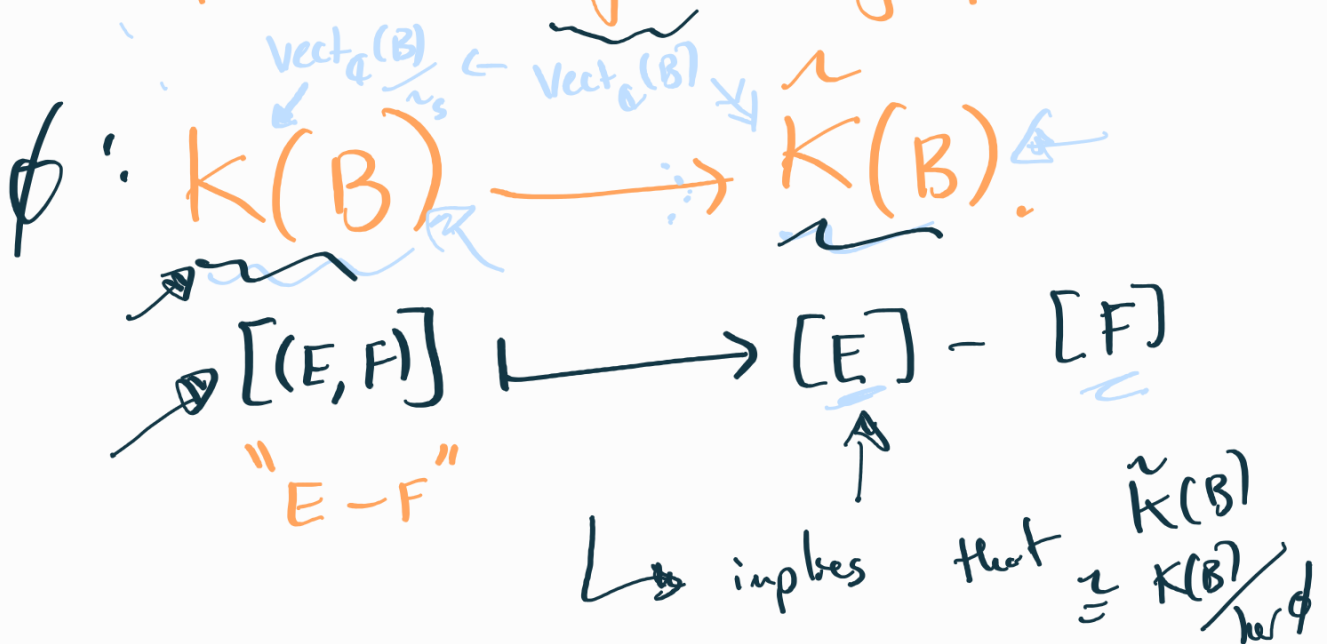 Vect_ℂ(B)/~s ← Vect_ℂ(B) ↠
ϕ : K(B) ⟶ K̃(B).
[(E,F)] ⟼ [E] - [F]
"E - F"
↳ implies that K̃(B)
≅ K(B)/ker ϕ